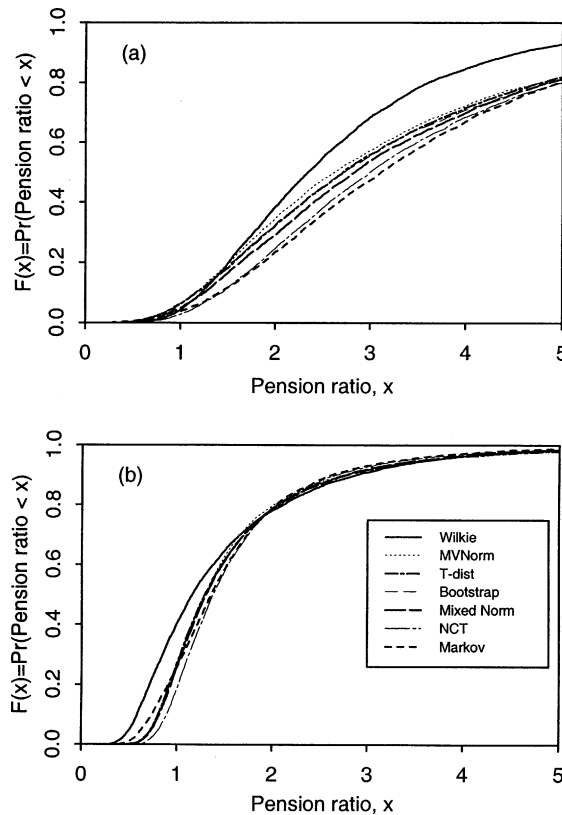 (a)
F(x)=Pr(Pension ratio < x)
1.0
0.8
0.6
0.4
0.2
0.0
0 1 2 3 4 5
Pension ratio, x
(b)
F(x)=Pr(Pension ratio < x)
1.0
0.8
0.6
0.4
0.2
0.0
Wilkie
MVNorm
T-dist
Bootstrap
Mixed Norm
NCT
Markov
0 1 2 3 4 5
Pension ratio, x